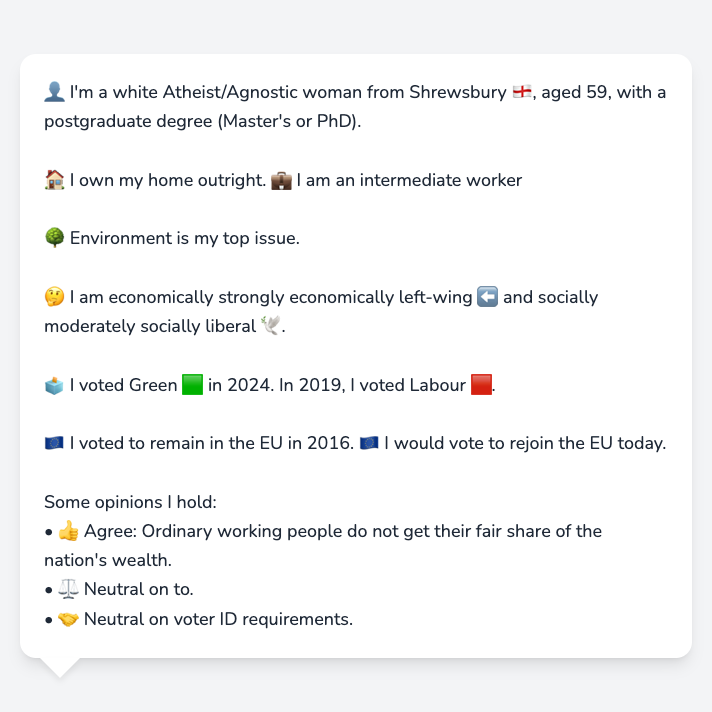 👤 I'm a white Atheist/Agnostic woman from Shrewsbury 🏴󠁧󠁢󠁥󠁮󠁧󠁿, aged 59, with a
postgraduate degree (Master's or PhD).
🏠 I own my home outright. 💼 I am an intermediate worker
🌳 Environment is my top issue.
🤔 I am economically strongly economically left-wing ⬅️ and socially
moderately socially liberal 🕊️.
🗳️ I voted Green 🟩 in 2024. In 2019, I voted Labour 🟥.
🇪🇺 I voted to remain in the EU in 2016. 🇪🇺 I would vote to rejoin the EU today.
Some opinions I hold:
• 👍 Agree: Ordinary working people do not get their fair share of the
nation's wealth.
• ⚖️ Neutral on to.
• 🤝 Neutral on voter ID requirements.